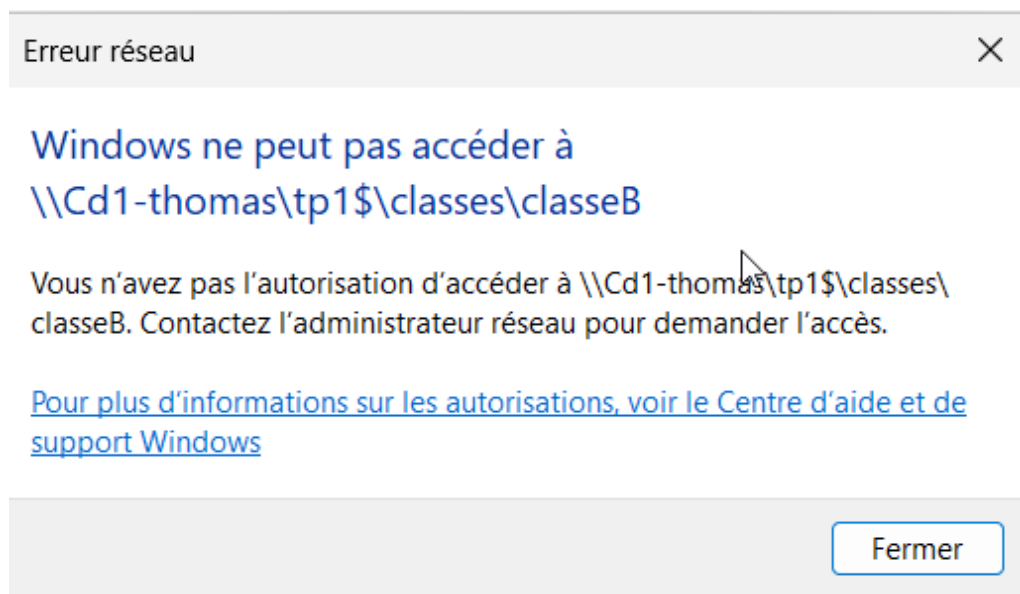 Erreur réseau
Windows ne peut pas accéder à
\\Cd1-thomas\tp1$\classes\classeB
Vous n’avez pas l’autorisation d’accéder à \\Cd1-thomas\tp1$\classes\
classeB. Contactez l’administrateur réseau pour demander l’accès.
Pour plus d’informations sur les autorisations, voir le Centre d’aide et de
support Windows
Fermer